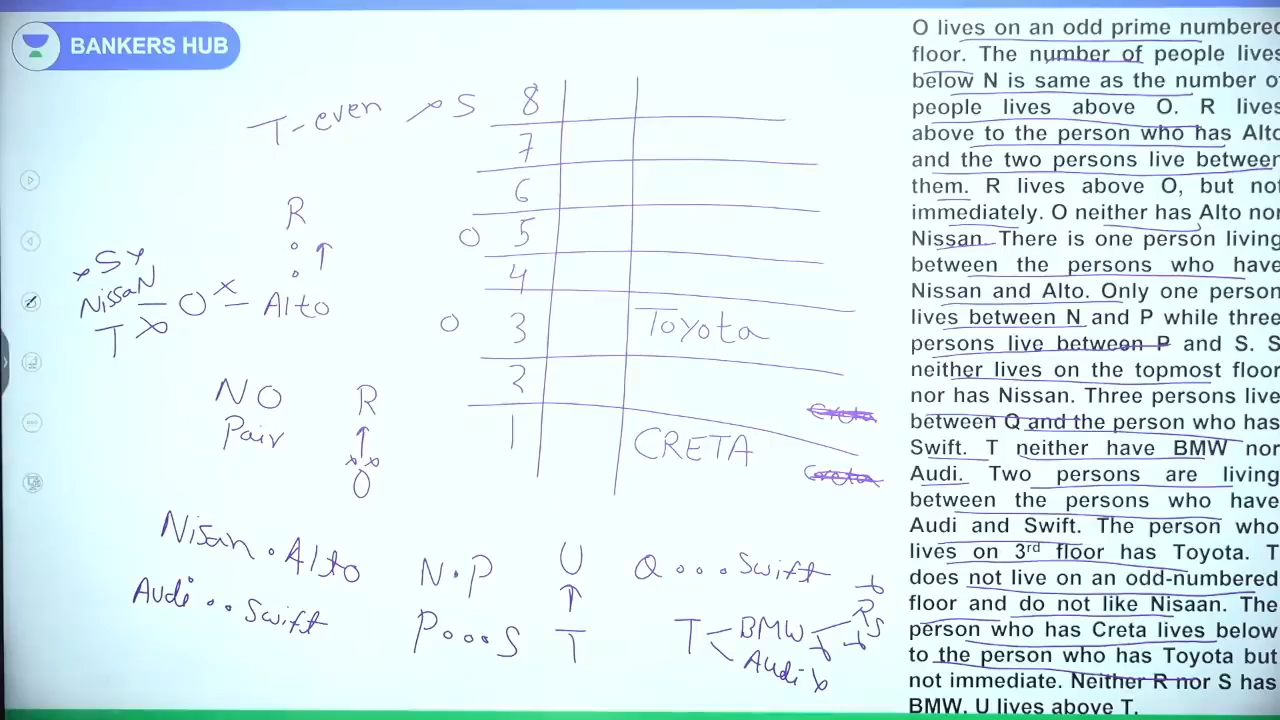 BANKERS HUB
T-even ×S
8
7
6
O 5
4
O 3 Toyota
2
1 CRETA
R
×S×
Nissan – O × – Alto
T ×
NO R
Pair
O
Creta
Creta
Nisan . Alto
Audi .. Swift
N.P
P...S
U
T
Q ... Swift
T
BMW
Audi ×
R
S
O lives on an odd prime numbered
floor. The number of people lives
below N is same as the number o
people lives above O. R lives
above to the person who has Alto
and the two persons live between
them. R lives above O, but not
immediately. O neither has Alto nor
Nissan. There is one person living
between the persons who have
Nissan and Alto. Only one person
lives between N and P while three
persons live between P and S. S
neither lives on the topmost floor
nor has Nissan. Three persons live
between Q and the person who has
Swift. T neither have BMW nor
Audi. Two persons are living
between the persons who have
Audi and Swift. The person who
lives on 3rd floor has Toyota. T
does not live on an odd-numbered
floor and do not like Nisaan. The
person who has Creta lives below
to the person who has Toyota but
not immediate. Neither R nor S has
BMW. U lives above T.